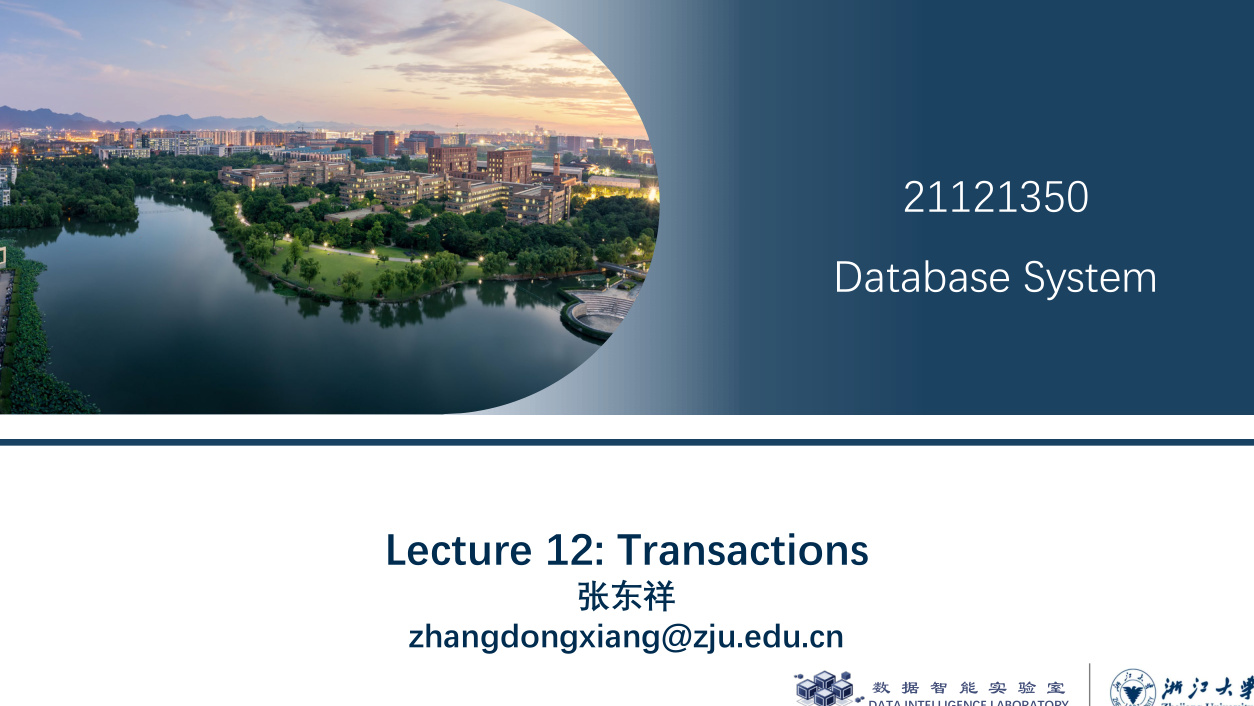 21121350
Database System
Lecture 12: Transactions
张东祥
zhangdongxiang@zju.edu.cn
数据智能实验室
DATA INTELLIGENCE LABORATORY
浙江大学